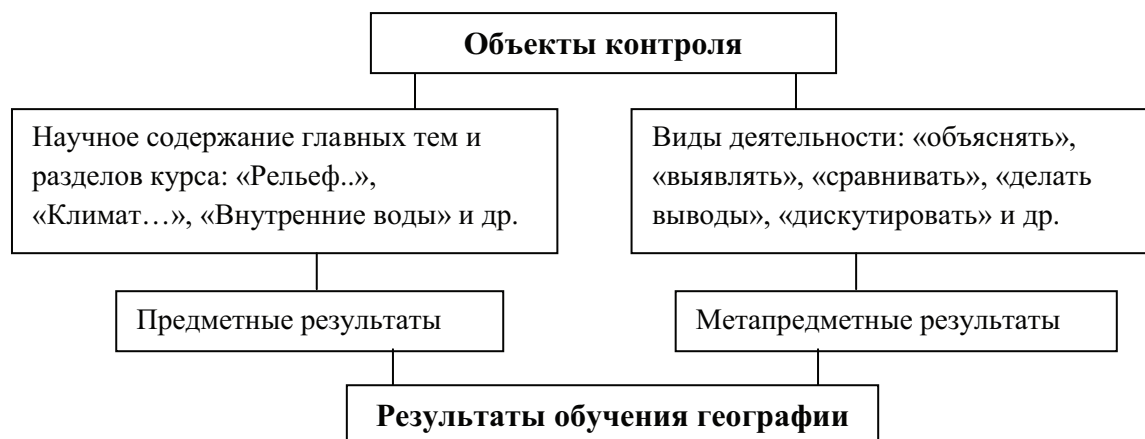 Объекты контроля
Научное содержание главных тем и
разделов курса: «Рельеф..»,
«Климат…», «Внутренние воды» и др.
Виды деятельности: «объяснять»,
«выявлять», «сравнивать», «делать
выводы», «дискутировать» и др.
Предметные результаты
Метапредметные результаты
Результаты обучения географии